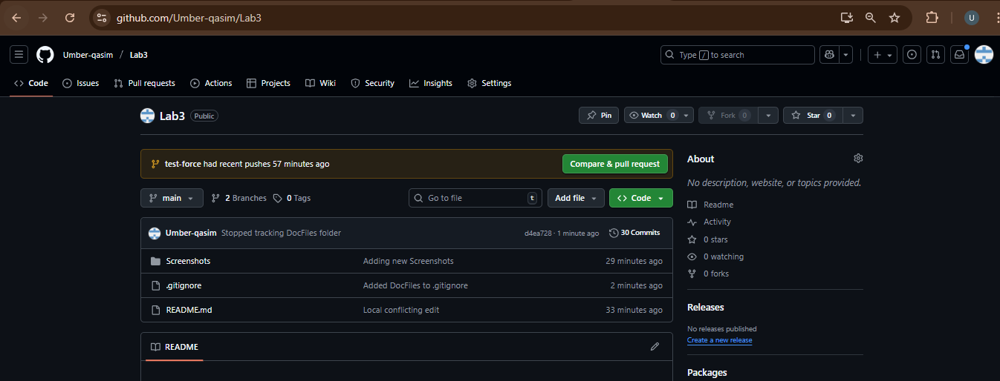 github.com/Umber-qasim/Lab3
U
Umber-qasim / Lab3
Type / to search
Code Issues Pull requests Actions Projects Wiki Security Insights Settings
Lab3 Public
Pin Watch 0 Fork 0 Star 0
test-force had recent pushes 57 minutes ago
Compare & pull request
main 2 Branches 0 Tags
Go to file t
Add file
Code
Umber-qasim Stopped tracking DocFiles folder d4ea728 · 1 minute ago 30 Commits
Screenshots Adding new Screenshots 29 minutes ago
.gitignore Added DocFiles to .gitignore 2 minutes ago
README.md Local conflicting edit 33 minutes ago
README
About
No description, website, or topics provided.
Readme
Activity
0 stars
0 watching
0 forks
Releases
No releases published
Create a new release
Packages